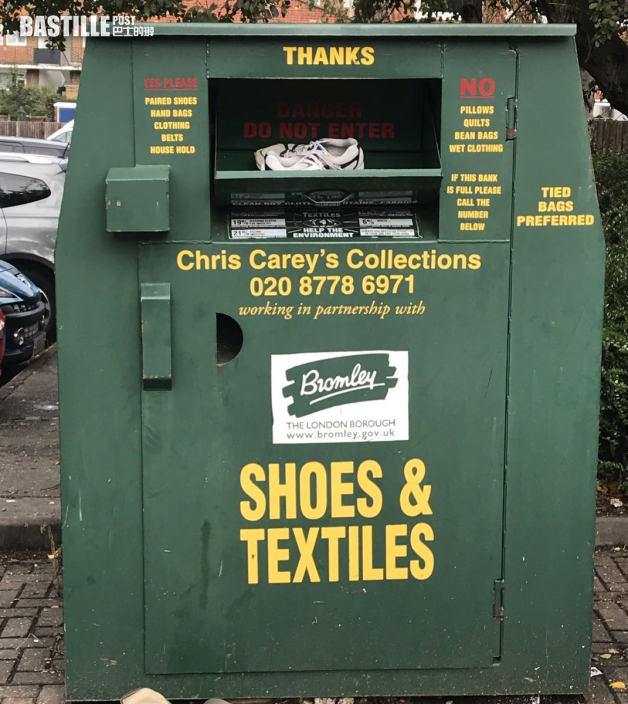 BASTILLE POST
巴士的報
THANKS
YES PLEASE
PAIRED SHOES
HAND BAGS
CLOTHING
BELTS
HOUSE HOLD
DANGER
DO NOT ENTER
NO
PILLOWS
QUILTS
BEAN BAGS
WET CLOTHING
IF THIS BANK
IS FULL PLEASE
CALL THE
NUMBER
BELOW
TIED
BAGS
PREFERRED
TEXTILES
19%
6%
21%
HELP THE
ENVIRONMENT
Chris Carey's Collections
020 8778 6971
working in partnership with
Bromley
THE LONDON BOROUGH
www.bromley.gov.uk
SHOES &
TEXTILES